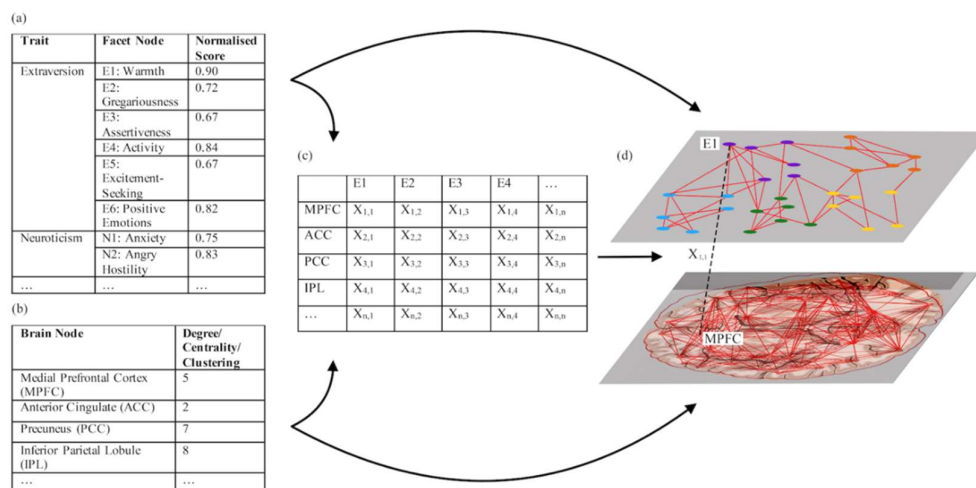 (a)
Trait Facet Node Normalised
Score
Extraversion E1: Warmth 0.90
E2: 0.72
Gregariousness
E3: 0.67
Assertiveness
E4: Activity 0.84
E5: 0.67
Excitement-
Seeking
E6: Positive 0.82
Emotions
Neuroticism N1: Anxiety 0.75
N2: Angry 0.83
Hostility
… … …
(b)
Brain Node Degree/
Centrality/
Clustering
Medial Prefrontal Cortex 5
(MPFC)
Anterior Cingulate (ACC) 2
Precuneus (PCC) 7
Inferior Parietal Lobule 8
(IPL)
… …
(c)
E1 E2 E3 E4 …
MPFC X1,1 X1,2 X1,3 X1,4 X1,n
ACC X2,1 X2,2 X2,3 X2,4 X2,n
PCC X3,1 X3,2 X3,3 X3,4 X3,n
IPL X4,1 X4,2 X4,3 X4,4 X4,n
… Xn,1 Xn,2 Xn,3 Xn,4 Xn,n
(d)
E1
X1,1
MPFC